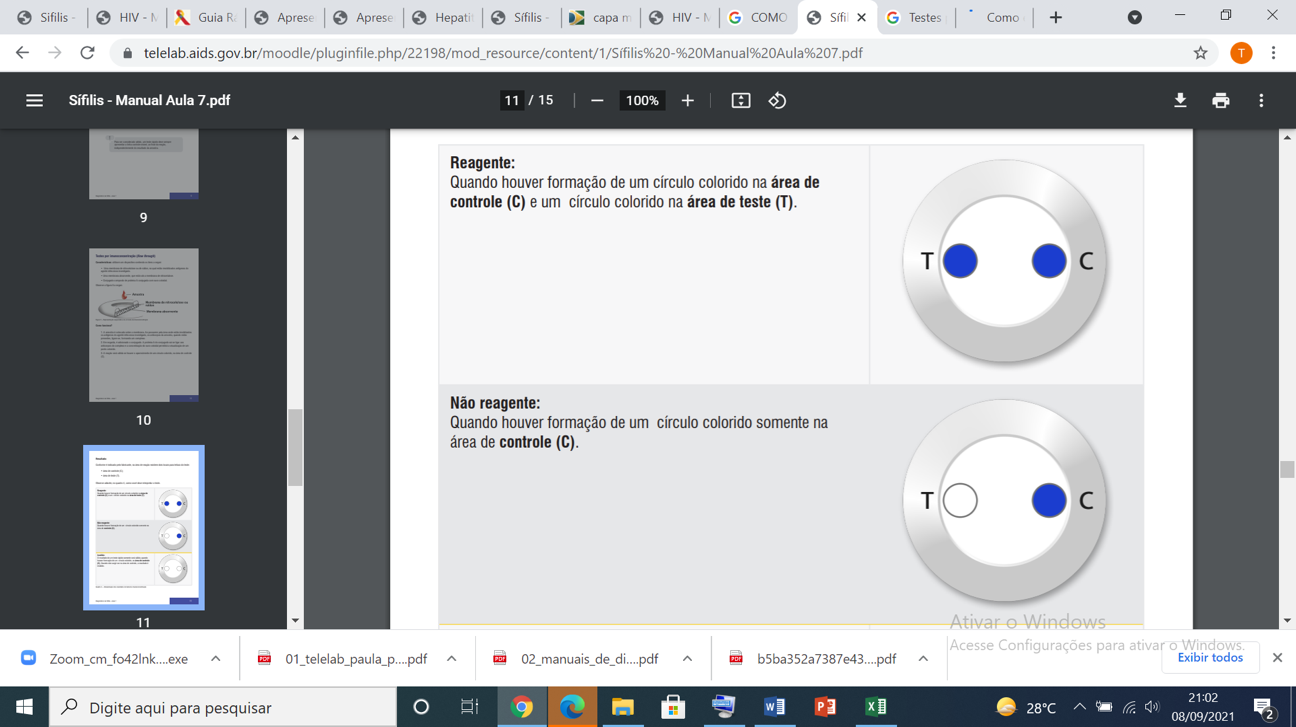 Sífilis -
HIV - M
Guia Rá
Aprese
Aprese
Hepatit
Sífilis -
capa m
HIV - M
COMO
Sífil
Testes
Como
telelab.aids.gov.br/moodle/pluginfile.php/22198/mod_resource/content/1/Sífilis%20-%20Manual%20Aula%207.pdf
T
Sífilis - Manual Aula 7.pdf
11 / 15
100%
9
10
11
Reagente:
Quando houver formação de um círculo colorido na área de
controle (C) e um círculo colorido na área de teste (T).
T
C
Não reagente:
Quando houver formação de um círculo colorido somente na
área de controle (C).
T
C
Ativar o Windows
Acesse Configurações para ativar o Windows.
Zoom_cm_fo42lnk....exe
01_telelab_paula_p....pdf
02_manuais_de_di....pdf
b5ba352a7387e43....pdf
Exibir todos
Digite aqui para pesquisar
28°C
21:02
08/09/2021
2